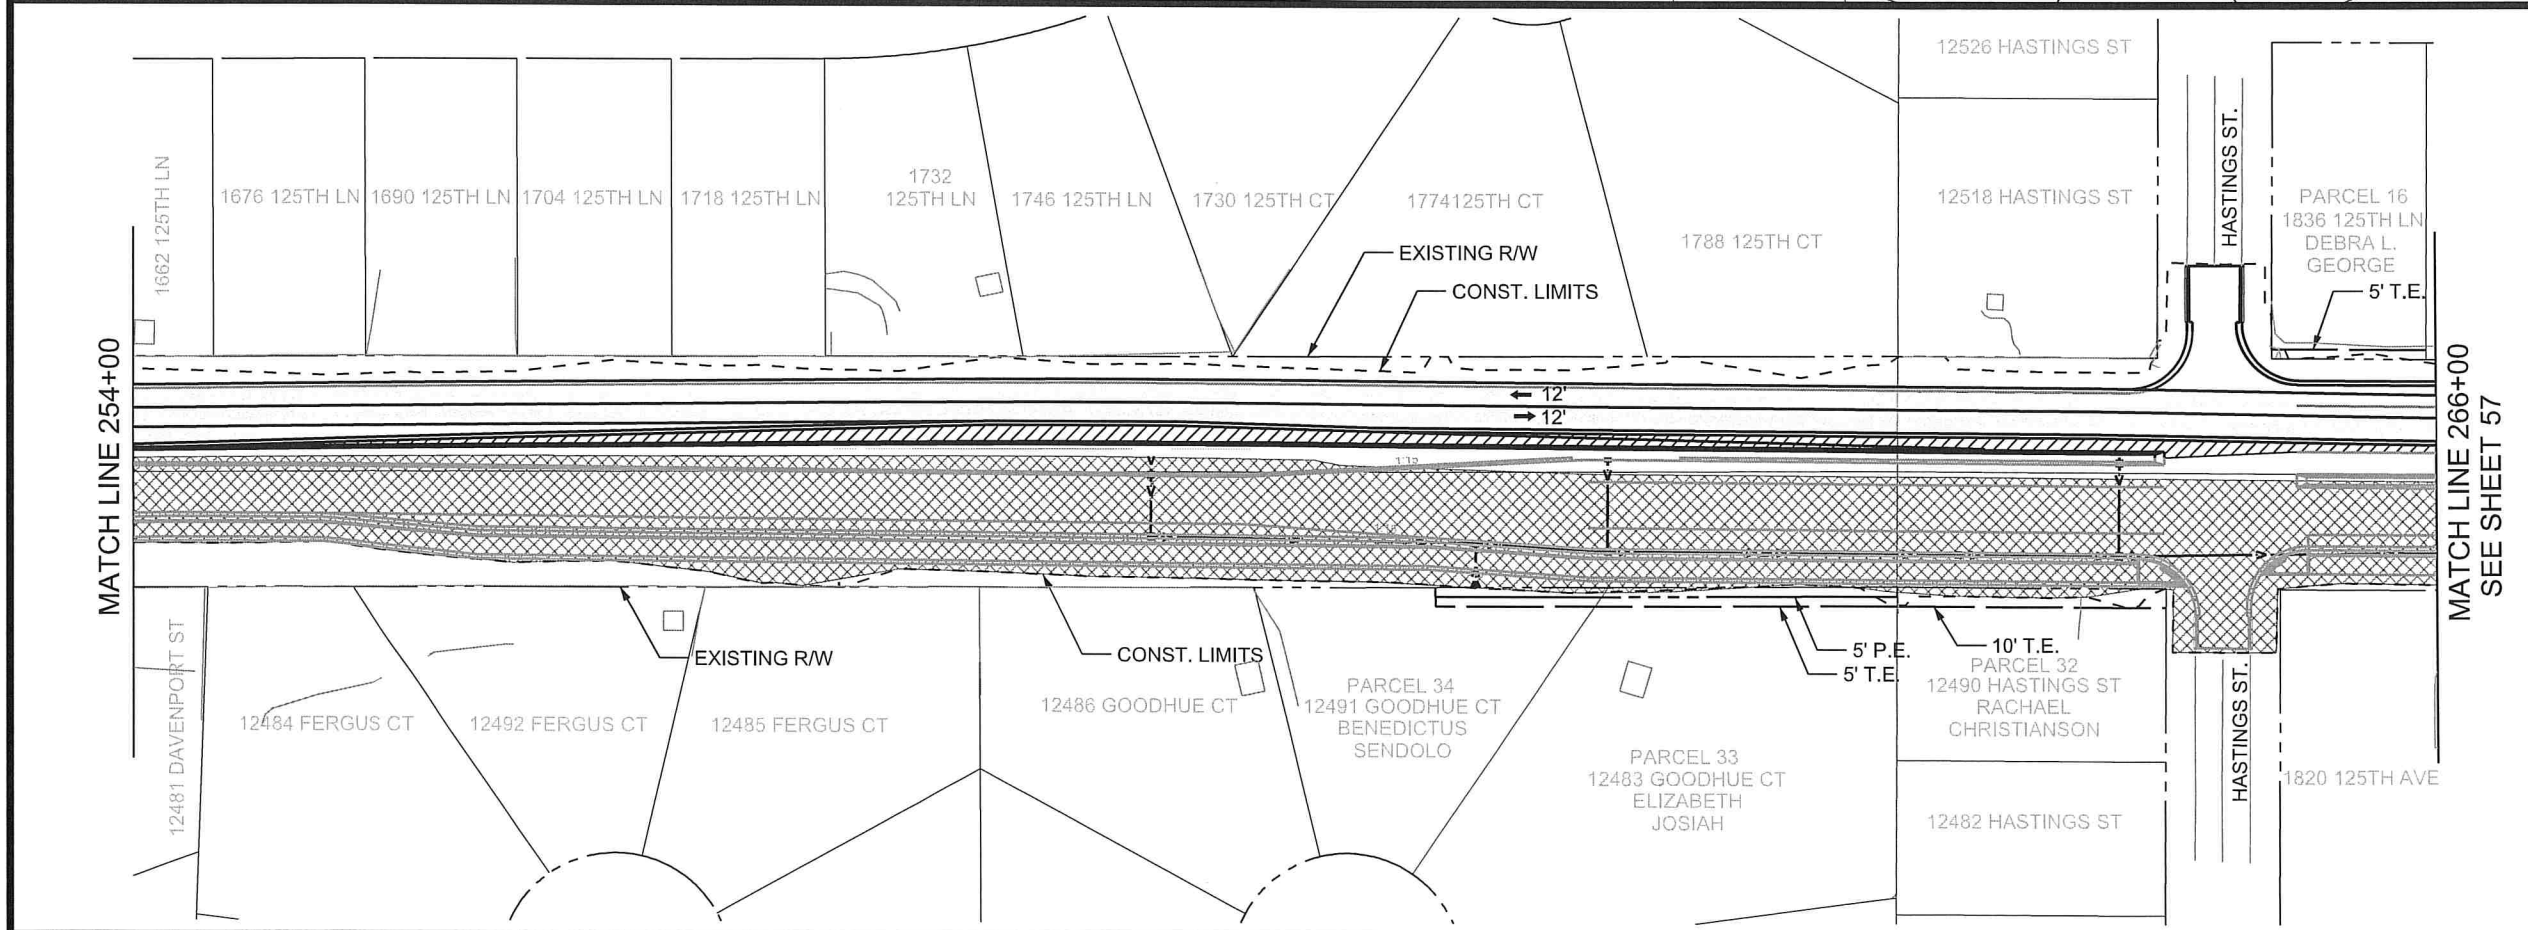 12526 HASTINGS ST
1662 125TH LN
1676 125TH LN
1690 125TH LN
1704 125TH LN
1718 125TH LN
1732
125TH LN
1746 125TH LN
1730 125TH CT
1774125TH CT
1788 125TH CT
12518 HASTINGS ST
HASTINGS ST.
PARCEL 16
1836 125TH LN
DEBRA L.
GEORGE
5' T.E.
EXISTING R/W
CONST. LIMITS
MATCH LINE 254+00
12'
12'
MATCH LINE 266+00
SEE SHEET 57
12481 DAVENPORT ST
12484 FERGUS CT
EXISTING R/W
12492 FERGUS CT
12485 FERGUS CT
CONST. LIMITS
12486 GOODHUE CT
PARCEL 34
12491 GOODHUE CT
BENEDICTUS
SENDOLO
5' P.E.
5' T.E.
10' T.E.
PARCEL 33
12483 GOODHUE CT
ELIZABETH
JOSIAH
PARCEL 32
12490 HASTINGS ST
RACHAEL
CHRISTIANSON
12482 HASTINGS ST
HASTINGS ST.
1820 125TH AVE